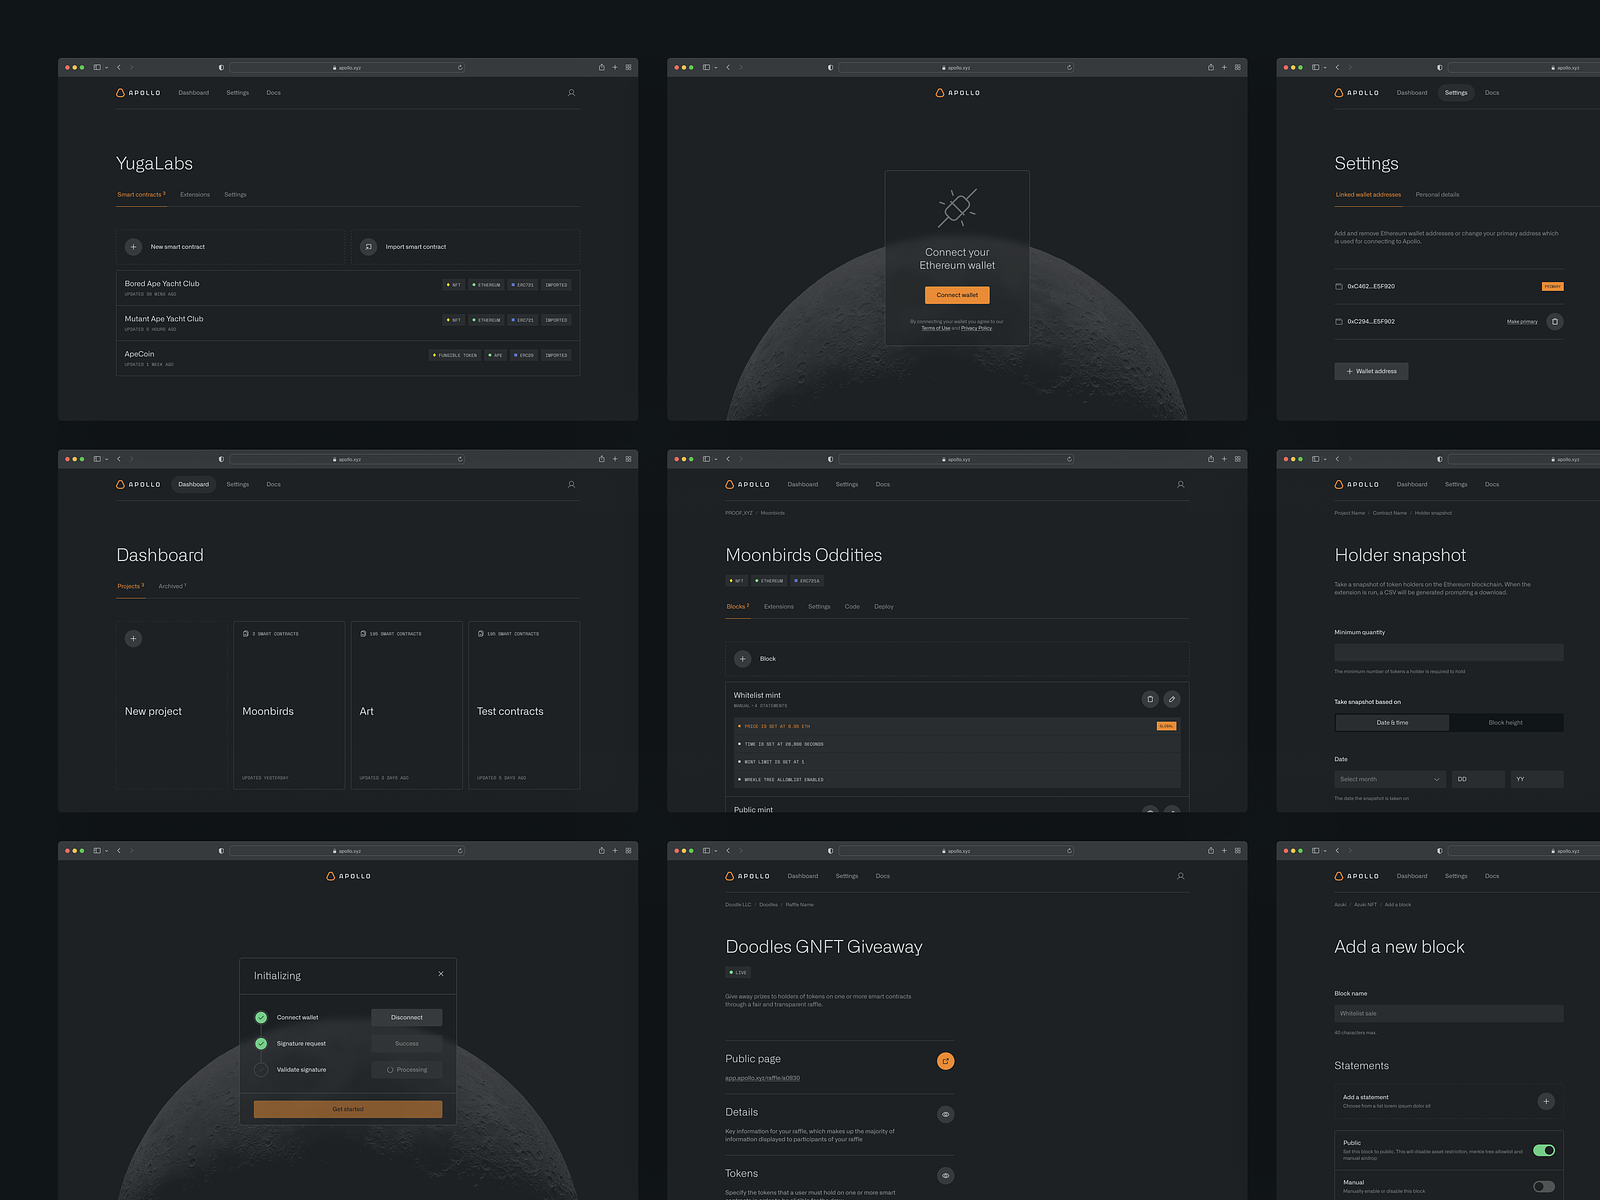 apollo.xyz
APOLLO Dashboard Settings Docs
YugaLabs
Smart contracts 3 Extensions Settings
New smart contract
Import smart contract
Bored Ape Yacht Club
UPDATED 30 MINS AGO
NFT ETHEREUM ERC721 IMPORTED
Mutant Ape Yacht Club
UPDATED 5 HOURS AGO
NFT ETHEREUM ERC721 IMPORTED
ApeCoin
UPDATED 1 WEEK AGO
FUNGIBLE TOKEN APE ERC20 IMPORTED
apollo.xyz
APOLLO
Connect your
Ethereum wallet
Connect wallet
By connecting your wallet you agree to our
Terms of Use and Privacy Policy.
apollo.xyz
APOLLO Dashboard Settings Docs
Settings
Linked wallet addresses Personal details
Add and remove Ethereum wallet addresses or change your primary address which
is used for connecting to Apollo.
0xC462...E5F920 PRIMARY
0xC294...E5F902 Make primary
Wallet address
apollo.xyz
APOLLO Dashboard Settings Docs
Dashboard
Projects 3 Archived 1
New project
3 SMART CONTRACTS
Moonbirds
UPDATED YESTERDAY
195 SMART CONTRACTS
Art
UPDATED 3 DAYS AGO
195 SMART CONTRACTS
Test contracts
UPDATED 5 DAYS AGO
apollo.xyz
APOLLO Dashboard Settings Docs
PROOF_XYZ / Moonbirds
Moonbirds Oddities
NFT ETHEREUM ERC721A
Blocks 2 Extensions Settings Code Deploy
Block
Whitelist mint
MANUAL • 4 STATEMENTS
PRICE IS SET AT ETH GLOBAL
TIME IS SET AT SECONDS
MINT LIMIT IS SET AT 1
MERKLE TREE ALLOWLIST ENABLED
Public mint
apollo.xyz
APOLLO Dashboard Settings Docs
Project Name / Contract Name / Holder snapshot
Holder snapshot
Take a snapshot of token holders on the Ethereum blockchain. When the
extension is run, a CSV will be generated prompting a download.
Minimum quantity
The minimum number of tokens a holder is required to hold
Take snapshot based on
Date & time Block height
Date
Select month DD YY
The date the snapshot is taken on
apollo.xyz
APOLLO
Initializing
Connect wallet Disconnect
Signature request Success
Validate signature Processing
Get started
apollo.xyz
APOLLO Dashboard Settings Docs
Doodle LLC / Doodles / Raffle Name
Doodles GNFT Giveaway
LIVE
Give away prizes to holders of tokens on one or more smart contracts
through a fair and transparent raffle.
Public page
app.apollo.xyz/raffle/a0830
Details
Key information for your raffle, which makes up the majority of
information displayed to participants of your raffle
Tokens
Specify the tokens that a user must hold on one or more smart
apollo.xyz
APOLLO Dashboard Settings Docs
Azuki / Azuki NFT / Add a block
Add a new block
Block name
Whitelist sale
40 characters max
Statements
Add a statement
Choose from a list lorem ipsum dolor sit
Public
Set this block to public. This will disable asset restriction, merkle tree allowlist and
manual airdrop
Manual
Manually enable or disable this block